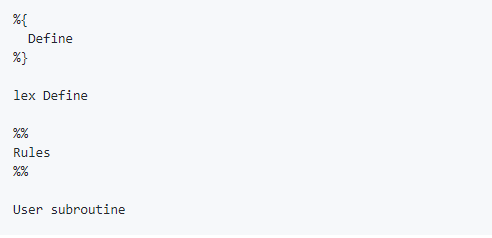 %{
  Define
%}
lex Define
%%
Rules
%%
User subroutine